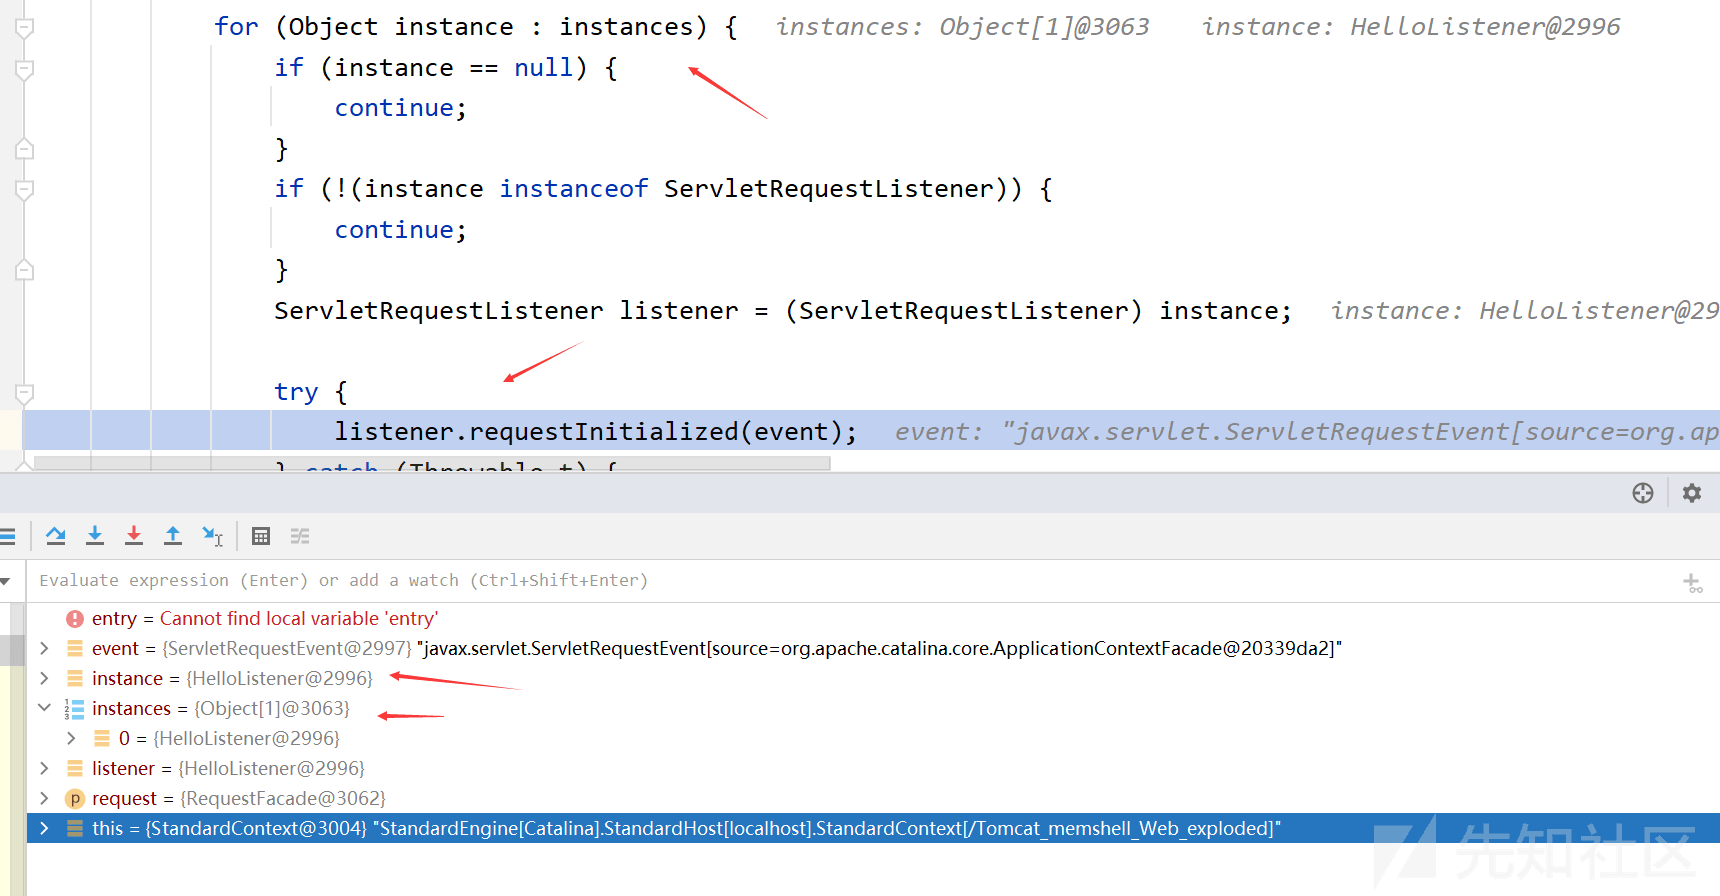 for (Object instance : instances) {   instances: Object[1]@3063   instance: HelloListener@2996
if (instance == null) {
continue;
}
if (!(instance instanceof ServletRequestListener)) {
continue;
}
ServletRequestListener listener = (ServletRequestListener) instance;   instance: HelloListener@29
try {
listener.requestInitialized(event);   event: "javax.servlet.ServletRequestEvent[source=org.ap
} catch (Throwable t) {
Evaluate expression (Enter) or add a watch (Ctrl+Shift+Enter)
entry = Cannot find local variable 'entry'
event = {ServletRequestEvent@2997} "javax.servlet.ServletRequestEvent[source=org.apache.catalina.core.ApplicationContextFacade@20339da2]"
instance = {HelloListener@2996}
instances = {Object[1]@3063}
0 = {HelloListener@2996}
listener = {HelloListener@2996}
p request = {RequestFacade@3062}
this = {StandardContext@3004} "StandardEngine[Catalina].StandardHost[localhost].StandardContext[/Tomcat_memshell_Web_exploded]"
先知社区